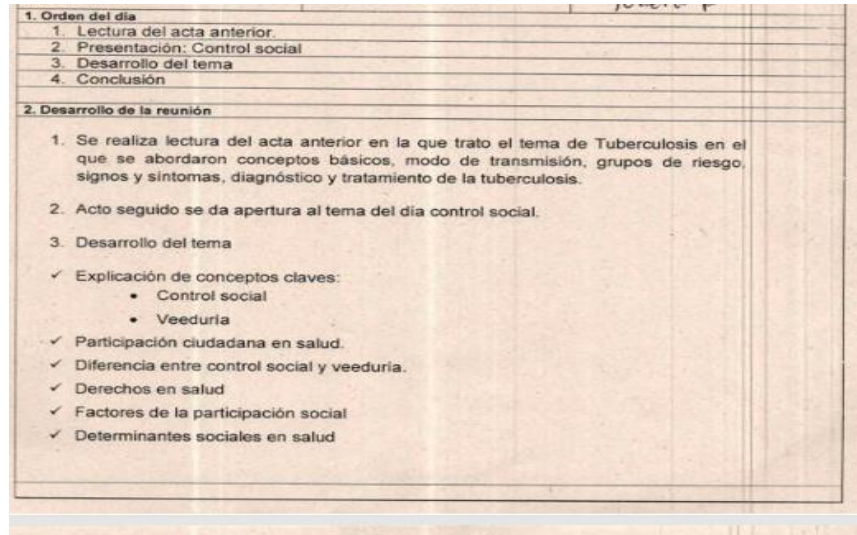 1. Orden del día
1. Lectura del acta anterior.
2. Presentación: Control social
3. Desarrollo del tema
4. Conclusión
2. Desarrollo de la reunión
1. Se realiza lectura del acta anterior en la que trato el tema de Tuberculosis en el
que se abordaron conceptos básicos, modo de transmisión, grupos de riesgo,
signos y síntomas, diagnóstico y tratamiento de la tuberculosis.
2. Acto seguido se da apertura al tema del día control social.
3. Desarrollo del tema
✓ Explicación de conceptos claves:
• Control social
• Veeduría
✓ Participación ciudadana en salud.
✓ Diferencia entre control social y veeduría.
✓ Derechos en salud
✓ Factores de la participación social
✓ Determinantes sociales en salud